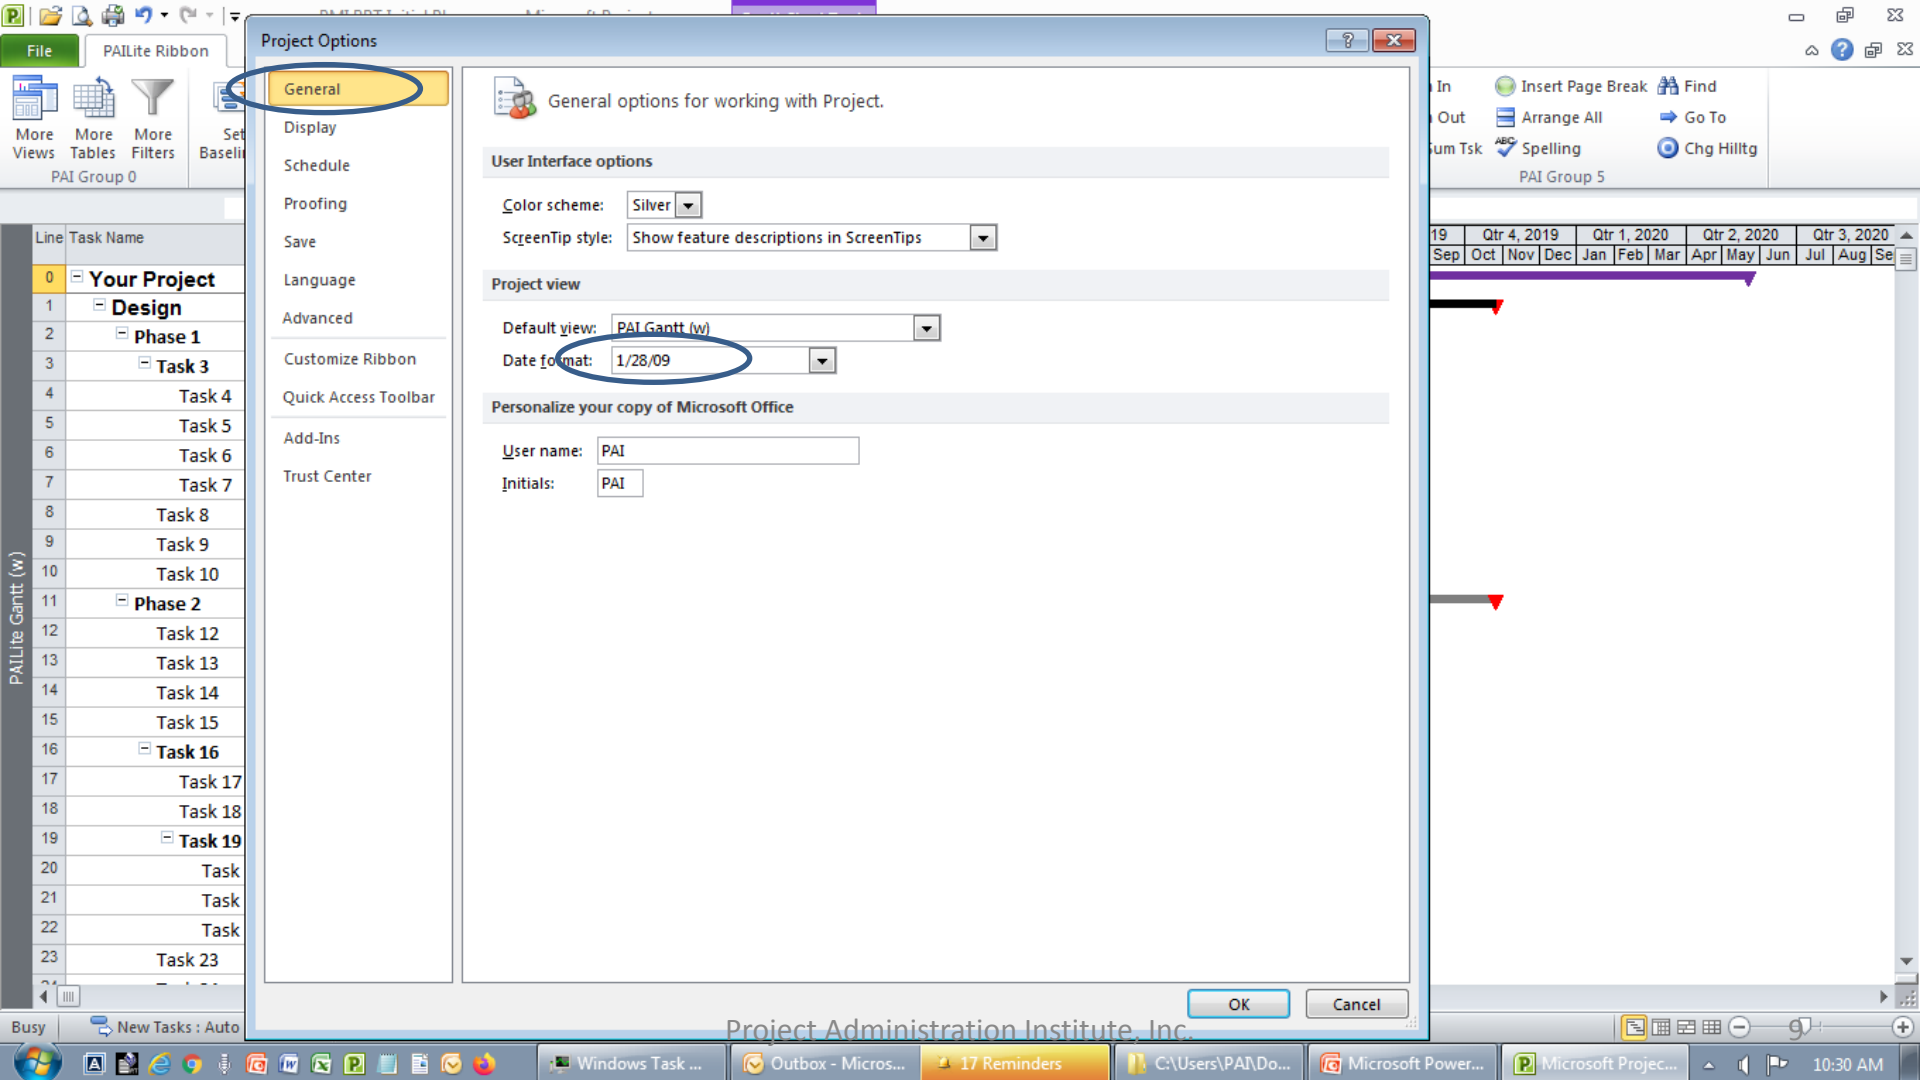 Project Options
File
PAILite Ribbon
More Views
More Tables
More Filters
PAI Group 0
General
Display
Schedule
Proofing
Save
Language
Advanced
Customize Ribbon
Quick Access Toolbar
Add-Ins
Trust Center
General options for working with Project.
User Interface options
Color scheme: Silver
ScreenTip style: Show feature descriptions in ScreenTips
Project view
Default view: PAI Gantt (w)
Date format: 1/28/09
Personalize your copy of Microsoft Office
User name: PAI
Initials: PAI
OK
Cancel
In
Out
Sum Tsk
Insert Page Break
Arrange All
Spelling
Find
Go To
Chg Hilltg
PAI Group 5
Line Task Name
0 Your Project
1 Design
2 Phase 1
3 Task 3
4 Task 4
5 Task 5
6 Task 6
7 Task 7
8 Task 8
9 Task 9
10 Task 10
11 Phase 2
12 Task 12
13 Task 13
14 Task 14
15 Task 15
16 Task 16
17 Task 17
18 Task 18
19 Task 19
20 Task
21 Task
22 Task
23 Task 23
PAILite Gantt (w)
19 Qtr 4, 2019 Qtr 1, 2020 Qtr 2, 2020 Qtr 3, 2020
Sep Oct Nov Dec Jan Feb Mar Apr May Jun Jul Aug Se
Busy
New Tasks : Auto
Project Administration Institute, Inc.
9
Windows Task ...
Outbox - Micros...
17 Reminders
C:\Users\PAI\Do...
Microsoft Power...
Microsoft Projec...
10:30 AM